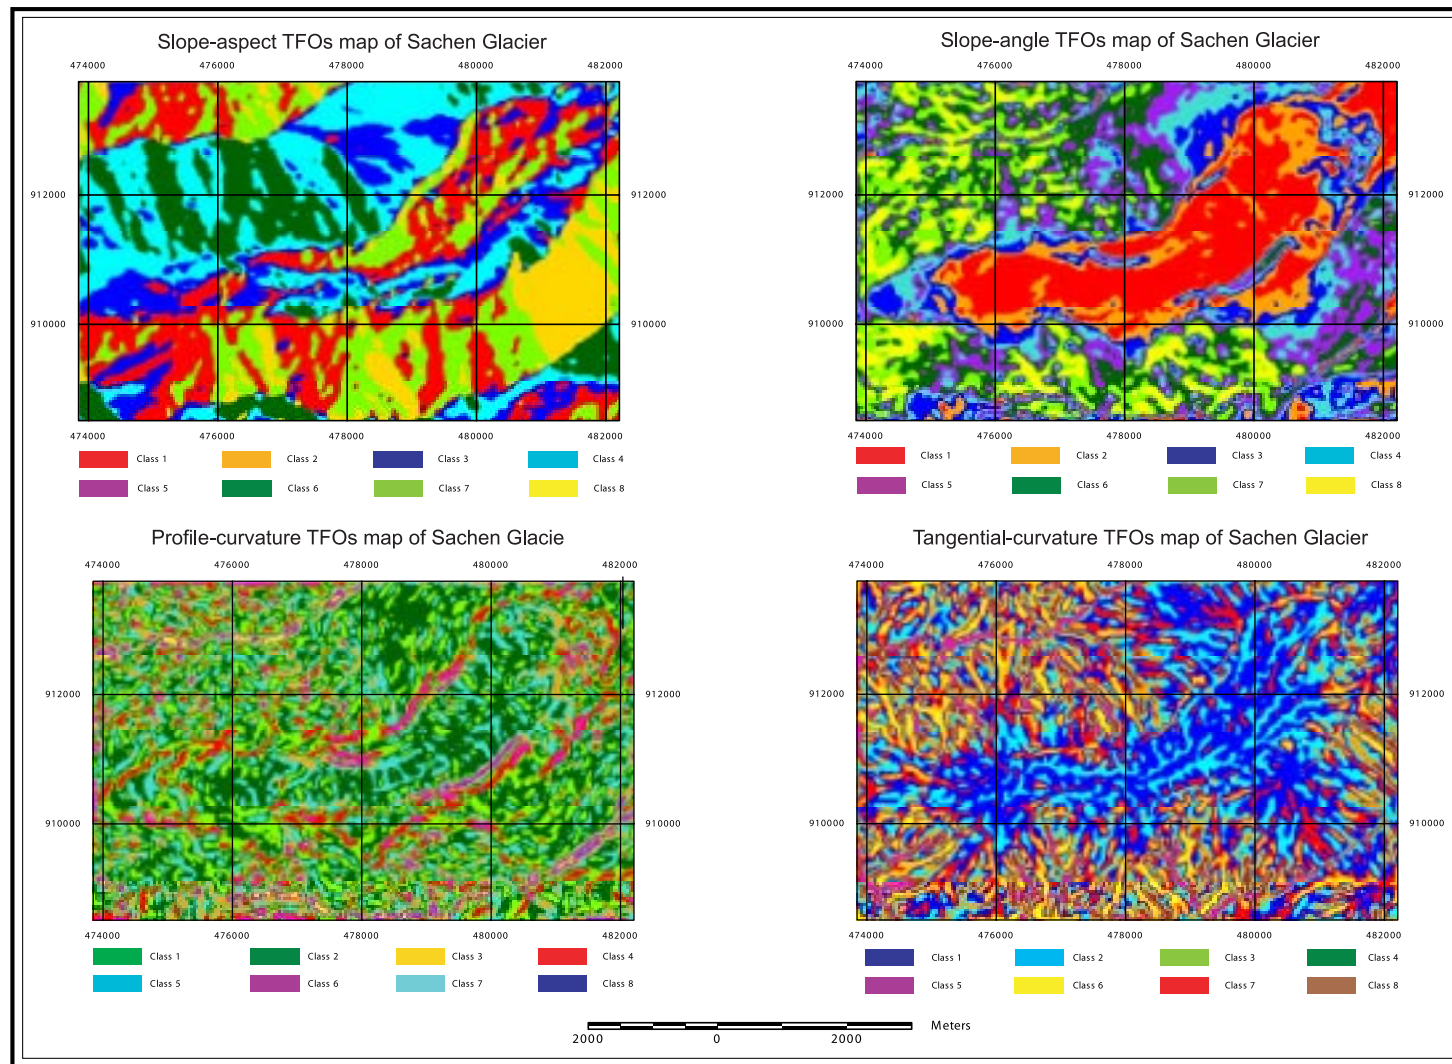 Slope-aspect TFOs map of Sachen Glacier
Slope-angle TFOs map of Sachen Glacier
474000 476000 478000 480000 482000
474000 476000 478000 480000 482000
912000 912000 912000 912000
910000 910000 910000 910000
474000 476000 478000 480000 482000
474000 476000 478000 480000 482000
Class 1 Class 2 Class 3 Class 4
Class 5 Class 6 Class 7 Class 8
Class 1 Class 2 Class 3 Class 4
Class 5 Class 6 Class 7 Class 8
Profile-curvature TFOs map of Sachen Glacie
Tangential-curvature TFOs map of Sachen Glacier
474000 476000 478000 480000 482000
474000 476000 478000 480000 482000
912000 912000 912000 912000
910000 910000 910000 910000
474000 476000 478000 480000 482000
474000 476000 478000 480000 482000
Class 1 Class 2 Class 3 Class 4
Class 5 Class 6 Class 7 Class 8
Class 1 Class 2 Class 3 Class 4
Class 5 Class 6 Class 7 Class 8
Meters
2000 0 2000